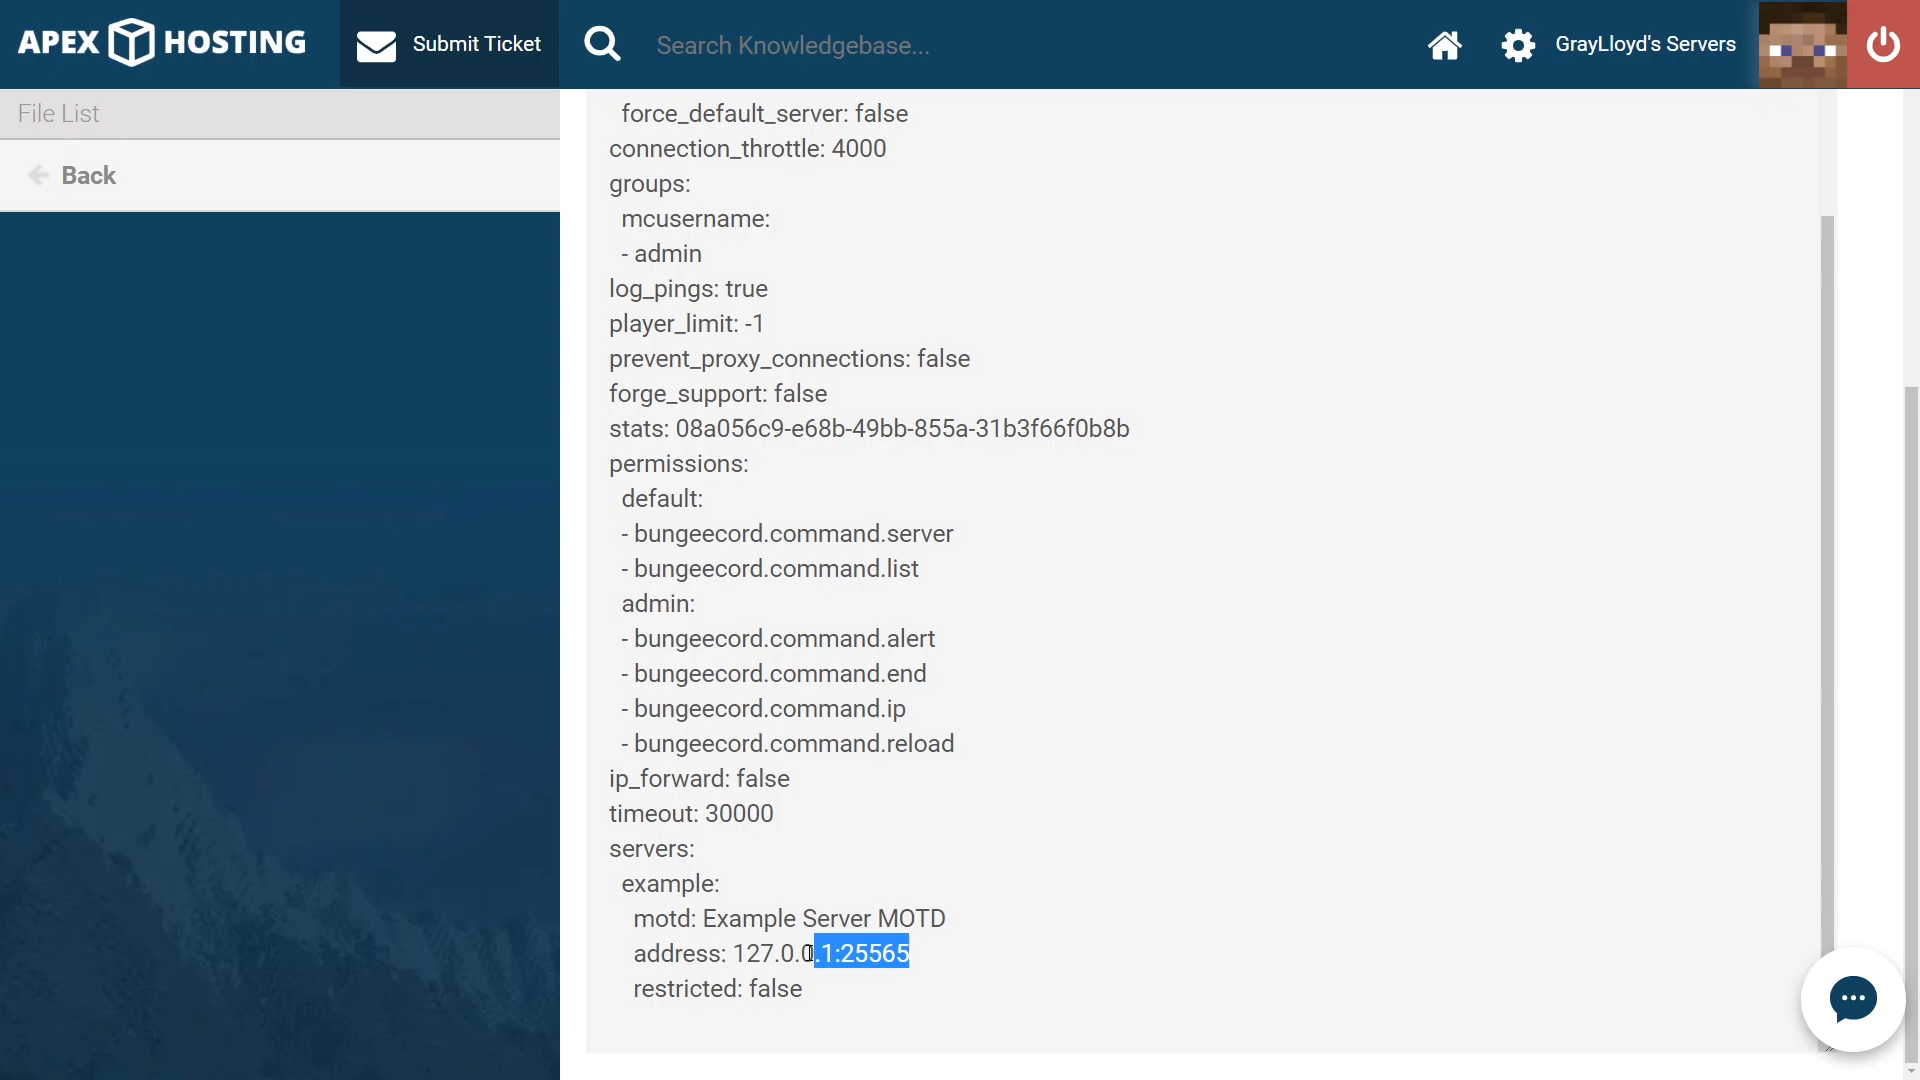 APEX HOSTING
Submit Ticket
Search Knowledgebase...
GrayLloyd's Servers
File List
Back
force_default_server: false
connection_throttle: 4000
groups:
mcusername:
- admin
log_pings: true
player_limit: -1
prevent_proxy_connections: false
forge_support: false
stats: 08a056c9-e68b-49bb-855a-31b3f66f0b8b
permissions:
default:
- bungeecord.command.server
- bungeecord.command.list
admin:
- bungeecord.command.alert
- bungeecord.command.end
- bungeecord.command.ip
- bungeecord.command.reload
ip_forward: false
timeout: 30000
servers:
example:
motd: Example Server MOTD
address: 127.0.0.1:25565
restricted: false